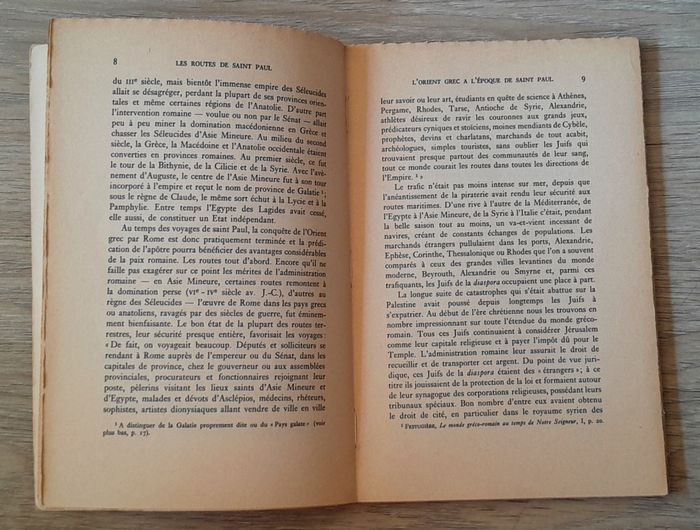 8 LES ROUTES DE SAINT PAUL
du IIIᵉ siècle, mais bientôt l'immense empire des Séleucides
allait se désagréger, perdant la plupart de ses provinces orien-
tales et même certaines régions de l'Anatolie. D'autre part
l'intervention romaine — voulue ou non par le Sénat — allait
peu à peu miner la domination macédonienne en Grèce et
chasser les Séleucides d'Asie Mineure. Au milieu du second
siècle, la Grèce, la Macédoine et l'Anatolie occidentale étaient
converties en provinces romaines. Au premier siècle, ce fut
le tour de la Bithynie, de la Cilicie et de la Syrie. Avec l'avè-
nement d'Auguste, le centre de l'Asie Mineure fut à son tour
incorporé à l'empire et reçut le nom de province de Galatie ¹;
sous le règne de Claude, le même sort échut à la Lycie et à la
Pamphylie. Entre temps l'Egypte des Lagides avait cessé,
elle aussi, de constituer un Etat indépendant.
Au temps des voyages de saint Paul, la conquête de l'Orient
grec par Rome est donc pratiquement terminée et la prédica-
tion de l'apôtre pourra bénéficier des avantages considérables
de la paix romaine. Les routes tout d'abord. Encore qu'il ne
faille pas exagérer sur ce point les mérites de l'administration
romaine — en Asie Mineure, certaines routes remontent à
la domination perse (VIᵉ-IVᵉ siècle av. J.-C.), d'autres au
règne des Séleucides — l'œuvre de Rome dans les pays grecs
ou anatoliens, ravagés par des siècles de guerre, fut éminem-
ment bienfaisante. Le bon état de la plupart des routes ter-
restres, leur sécurité presque entière, favorisait les voyages :
« De fait, on voyageait beaucoup. Députés et solliciteurs se
rendant à Rome auprès de l'empereur ou du Sénat, dans les
capitales de province, chez le gouverneur ou aux assemblées
provinciales, procurateurs et fonctionnaires rejoignant leur
poste, pèlerins visitant les lieux saints d'Asie Mineure et
d'Egypte, malades et dévots d'Asclépios, médecins, rhéteurs,
sophistes, artistes dionysiaques allant vendre de ville en ville
¹ A distinguer de la Galatie proprement dite ou du « Pays galate » (voir
plus bas, p. 17).
L'ORIENT GREC A L'ÉPOQUE DE SAINT PAUL 9
leur savoir ou leur art, étudiants en quête de science à Athènes,
Pergame, Rhodes, Tarse, Antioche de Syrie, Alexandrie,
athlètes désireux de ravir les couronnes aux grands jeux,
prédicateurs cyniques et stoïciens, moines mendiants de Cybèle,
prophètes, devins et charlatans, marchands de tout acabit,
archéologues, simples touristes, sans oublier les Juifs qui
trouvaient presque partout des communautés de leur sang,
tout ce monde courait les routes dans toutes les directions de
l'Empire. ¹ »
Le trafic n'était pas moins intense sur mer, depuis que
l'anéantissement de la piraterie avait rendu leur sécurité aux
routes maritimes. D'une rive à l'autre de la Méditerranée, de
l'Egypte à l'Asie Mineure, de la Syrie à l'Italie c'était, pendant
la belle saison tout au moins, un va-et-vient incessant de
navires, créant de constants échanges de populations. Les
marchands étrangers pullulaient dans les ports, Alexandrie,
Ephèse, Corinthe, Thessalonique ou Rhodes que l'on a souvent
comparés à ceux des grandes villes levantines du monde
moderne, Beyrouth, Alexandrie ou Smyrne et, parmi ces
trafiquants, les Juifs de la diaspora occupaient une place à part.
La longue suite de catastrophes qui s'était abattue sur la
Palestine avait poussé depuis longtemps les Juifs à
s'expatrier. Au début de l'ère chrétienne nous les trouvons en
nombre impressionnant sur toute l'étendue du monde gréco-
romain. Tous ces Juifs continuaient à considérer Jérusalem
comme leur capitale religieuse et à payer l'impôt dû pour le
Temple. L'administration romaine leur assurait le droit de
recueillir et de transporter cet argent. Du point de vue juri-
dique, ces Juifs de la diaspora étaient des « étrangers »; à ce
titre ils jouissaient de la protection de la loi et formaient autour
de leur synagogue des corporations religieuses, possédant leurs
tribunaux spéciaux. Bon nombre d'entre eux avaient obtenu
le droit de cité, en particulier dans le royaume syrien des
¹ FESTUGIÈRE, Le monde gréco-romain au temps de Notre Seigneur, I, p. 20.